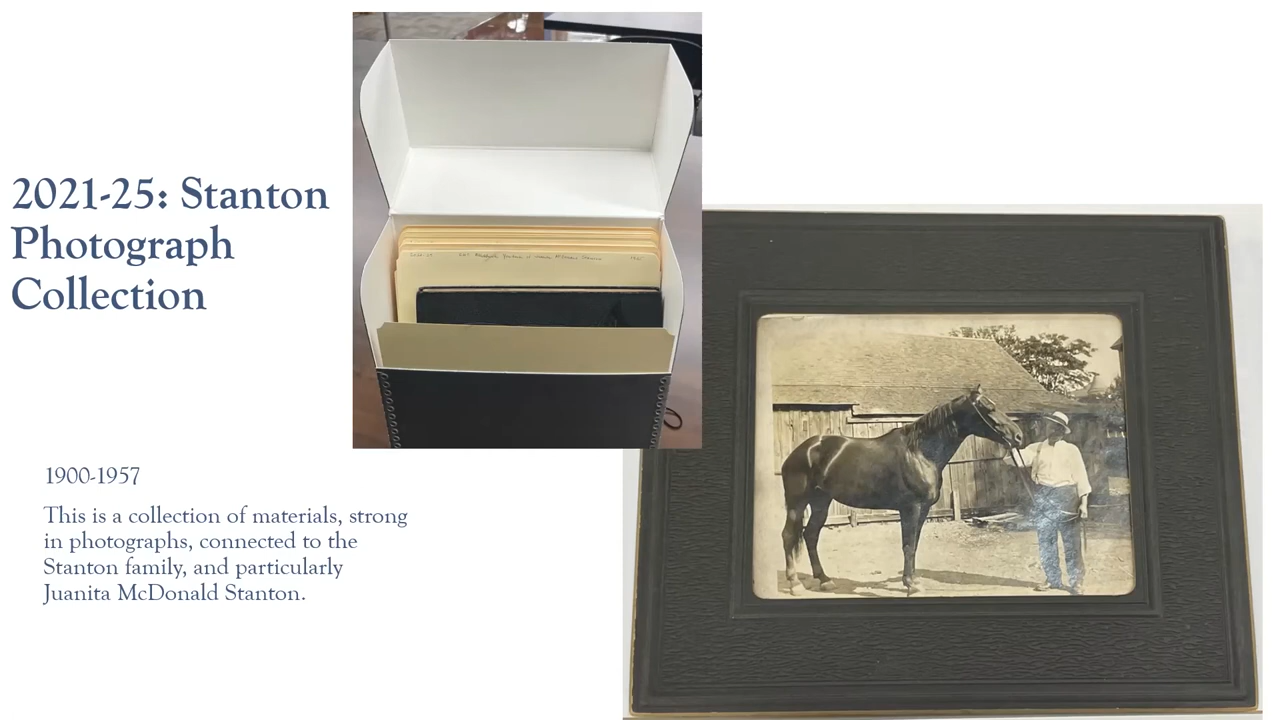 2021-25: Stanton
Photograph
Collection
1900-1957
This is a collection of materials, strong
in photographs, connected to the
Stanton family, and particularly
Juanita McDonald Stanton.